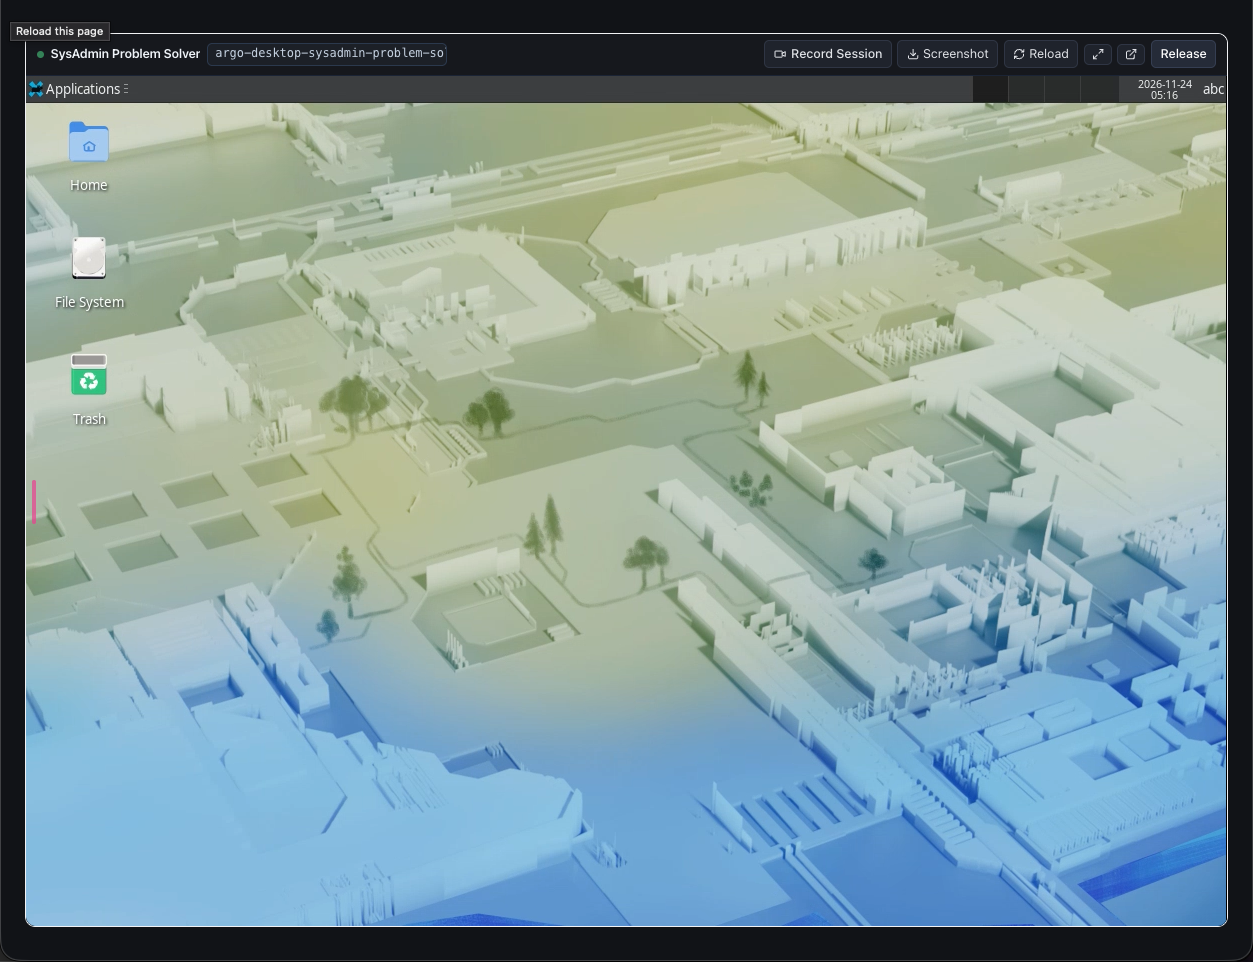 Reload this page
SysAdmin Problem Solver
argo-desktop-sysadmin-problem-so
Record Session
Screenshot
Reload
Release
Applications
2026-11-24
05:16
abc
Home
File System
Trash